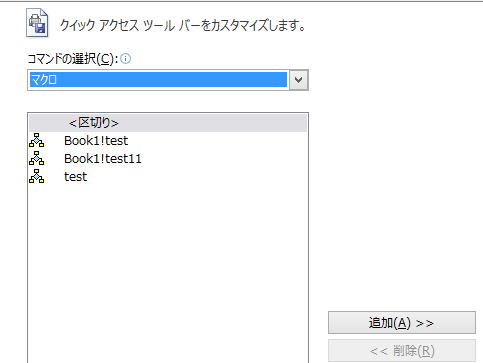 クイック アクセス ツール バーをカスタマイズします。
コマンドの選択(C):
マクロ
<区切り>
Book1!test
Book1!test11
test
追加(A) >>
<< 削除(R)